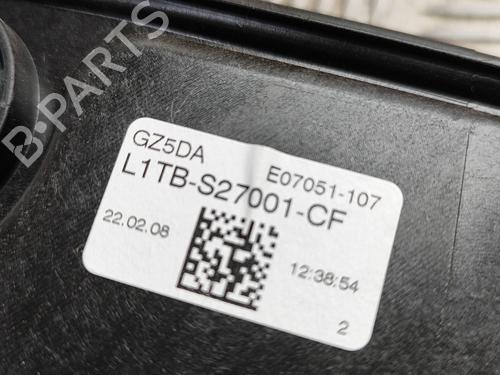 B-PARTS
GZ5DA
E07051-107
L1TB-S27001-CF
22.02.08
12:38:54
2